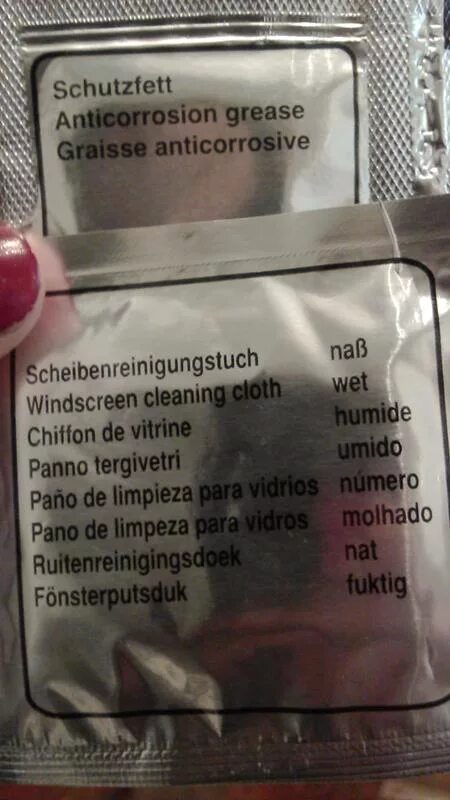 Schutzfett
Anticorrosion grease
Graisse anticorrosive
Scheibenreinigungstuch naß
Windscreen cleaning cloth wet
Chiffon de vitrine humide
Panno tergivetri umido
Paño de limpieza para vidrios número
Pano de limpeza para vidros molhado
Ruitenreinigingsdoek nat
Fönsterputsduk fuktig